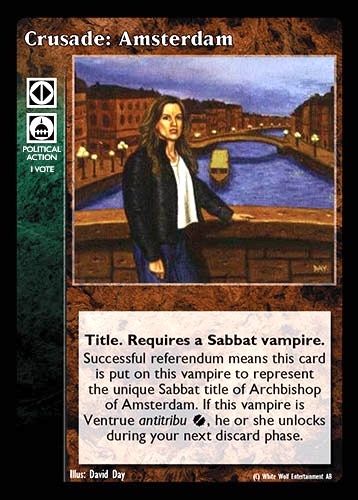 Crusade: Amsterdam
POLITICAL
ACTION
1 VOTE
DAY
Title. Requires a Sabbat vampire.
Successful referendum means this card
is put on this vampire to represent
the unique Sabbat title of Archbishop
of Amsterdam. If this vampire is
Ventrue antitribu , he or she unlocks
during your next discard phase.
Illus: David Day
(C) White Wolf Entertainment AB